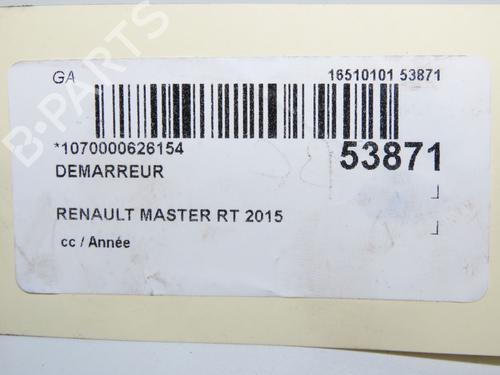 GA 16510101 53871
*1070000626154 53871
DEMARREUR
RENAULT MASTER RT 2015
cc / Année
B-PARTS